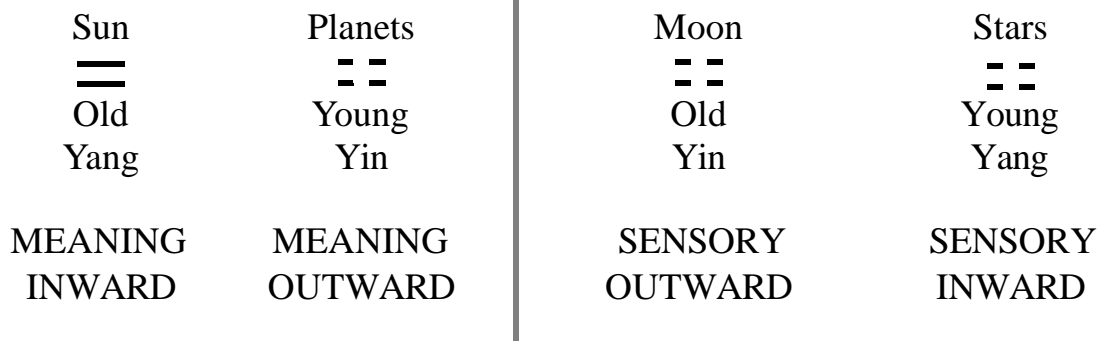 Sun Planets Moon Stars
Old Young Old Young
Yang Yin Yin Yang
MEANING MEANING SENSORY SENSORY
INWARD OUTWARD OUTWARD INWARD